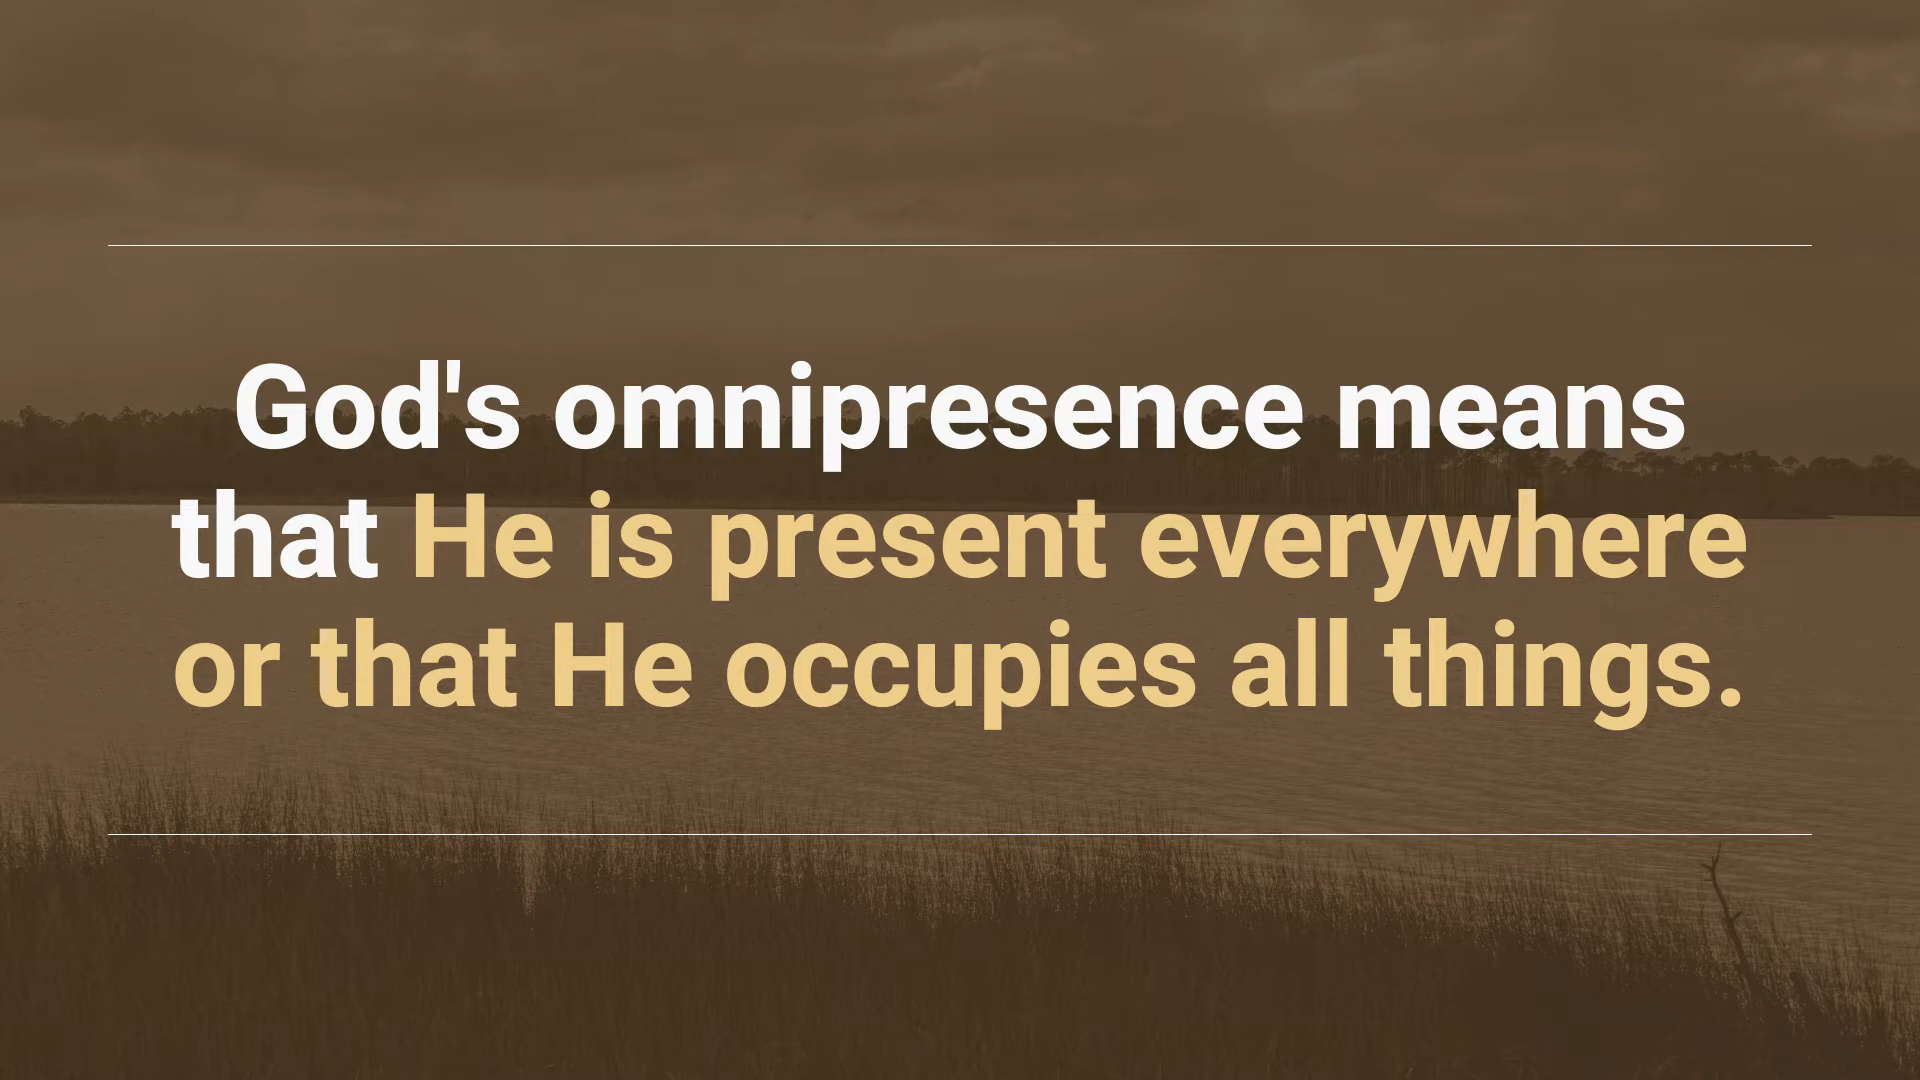 God's omnipresence means
that He is present everywhere
or that He occupies all things.